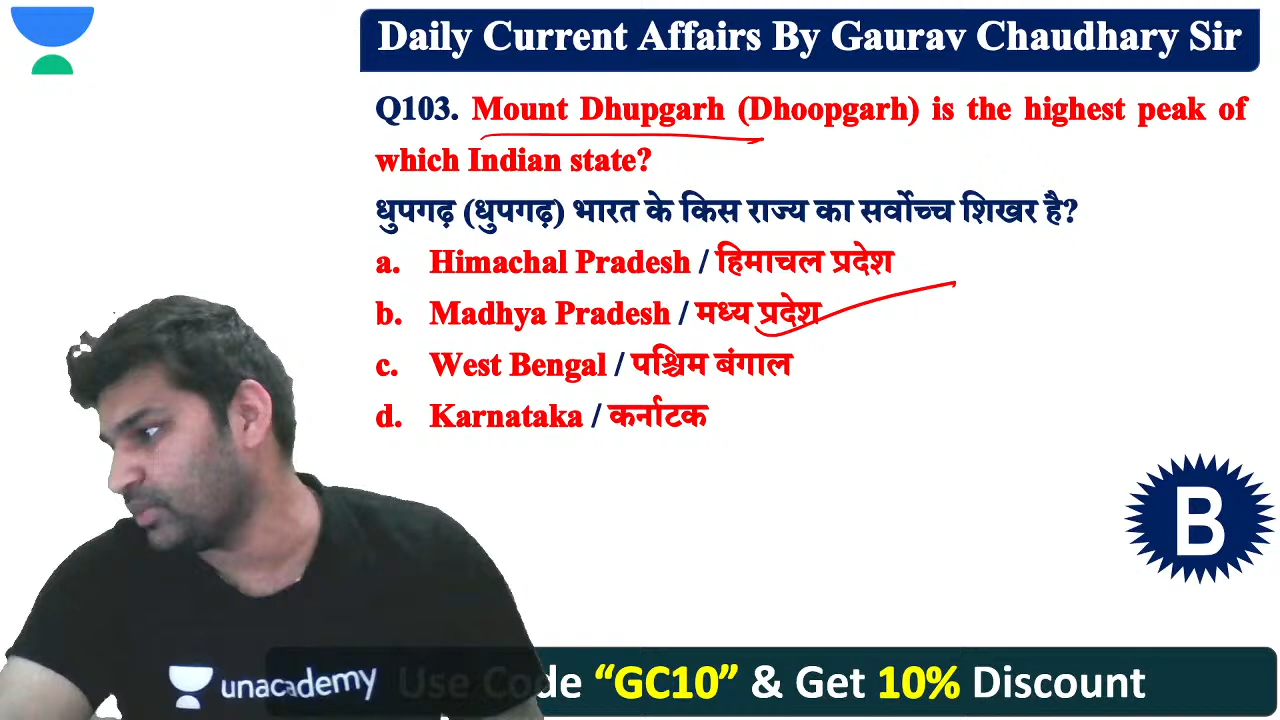 Daily Current Affairs By Gaurav Chaudhary Sir
Q103. Mount Dhupgarh (Dhoopgarh) is the highest peak of
which Indian state?
धुपगढ़ (धुपगढ़) भारत के किस राज्य का सर्वोच्च शिखर है?
a. Himachal Pradesh / हिमाचल प्रदेश
b. Madhya Pradesh / मध्य प्रदेश
c. West Bengal / पश्चिम बंगाल
d. Karnataka / कर्नाटक
B
unacademy
Use Code “GC10” & Get 10% Discount